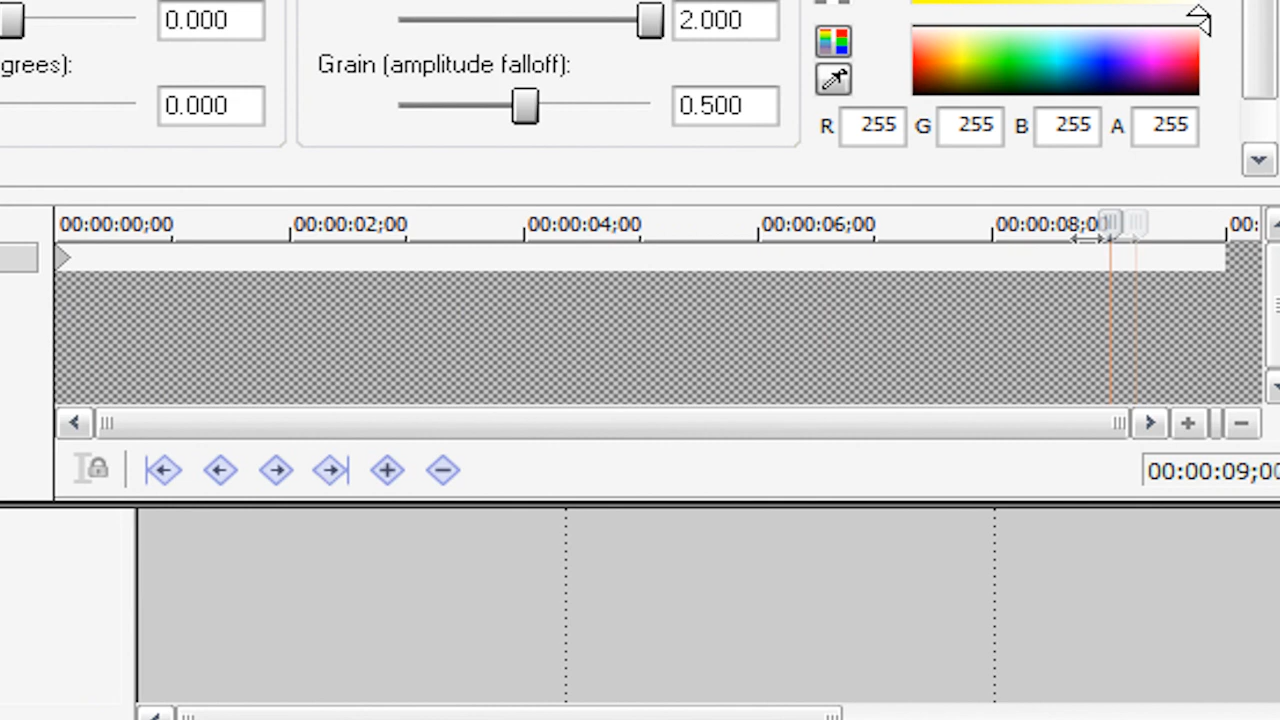 0.000 2.000
grees): Grain (amplitude falloff):
0.000 0.500
R 255 G 255 B 255 A 255
00:00:00;00 00:00:02;00 00:00:04;00 00:00:06;00 00:00:08;00 00:
00:00:09;00